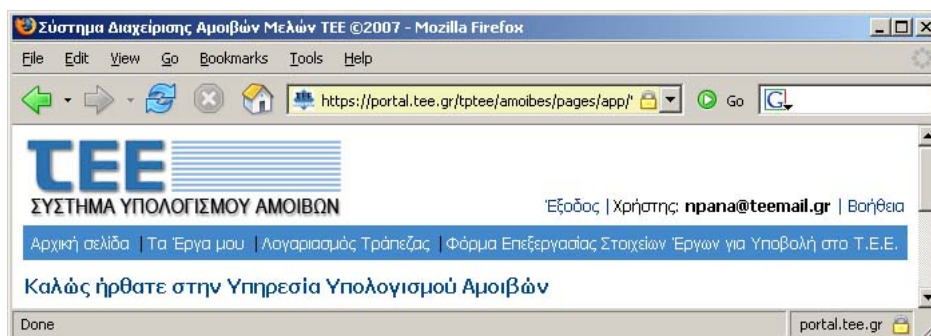 Σύστημα Διαχείρισης Αμοιβών Μελών ΤΕΕ ©2007 - Mozilla Firefox
File Edit View Go Bookmarks Tools Help
https://portal.tee.gr/tptee/amoibes/pages/app/ Go G
ΤΕΕ
ΣΥΣΤΗΜΑ ΥΠΟΛΟΓΙΣΜΟΥ ΑΜΟΙΒΩΝ
Έξοδος | Χρήστης: npana@teemail.gr | Βοήθεια
Αρχική σελίδα | Τα Έργα μου | Λογαριασμός Τράπεζας | Φόρμα Επεξεργασίας Στοιχείων Έργων για Υποβολή στο Τ.Ε.Ε.
Καλώς ήρθατε στην Υπηρεσία Υπολογισμού Αμοιβών
Done portal.tee.gr